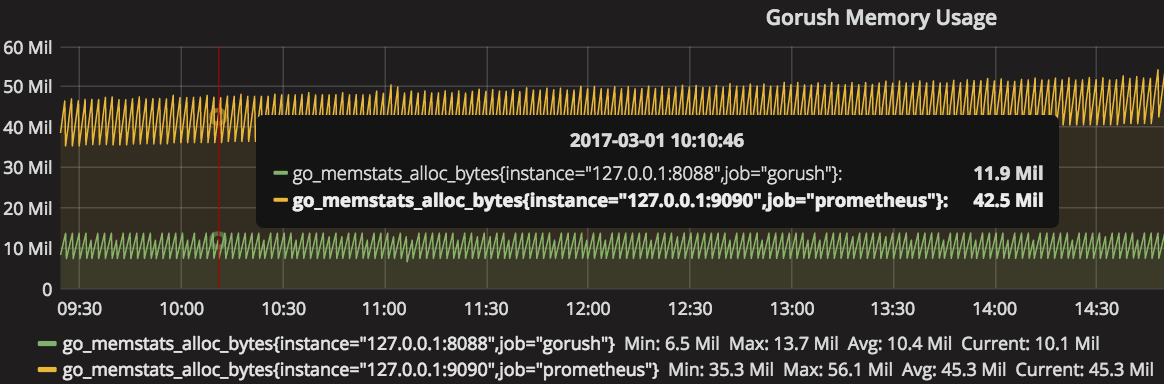 Gorush Memory Usage
60 Mil
50 Mil
40 Mil
30 Mil
20 Mil
10 Mil
0
2017-03-01 10:10:46
go_memstats_alloc_bytes{instance="127.0.0.1:8088",job="gorush"}: 11.9 Mil
go_memstats_alloc_bytes{instance="127.0.0.1:9090",job="prometheus"}: 42.5 Mil
09:30 10:00 10:30 11:00 11:30 12:00 12:30 13:00 13:30 14:00 14:30
go_memstats_alloc_bytes{instance="127.0.0.1:8088",job="gorush"} Min: 6.5 Mil Max: 13.7 Mil Avg: 10.4 Mil Current: 10.1 Mil
go_memstats_alloc_bytes{instance="127.0.0.1:9090",job="prometheus"} Min: 35.3 Mil Max: 56.1 Mil Avg: 45.3 Mil Current: 45.3 Mil